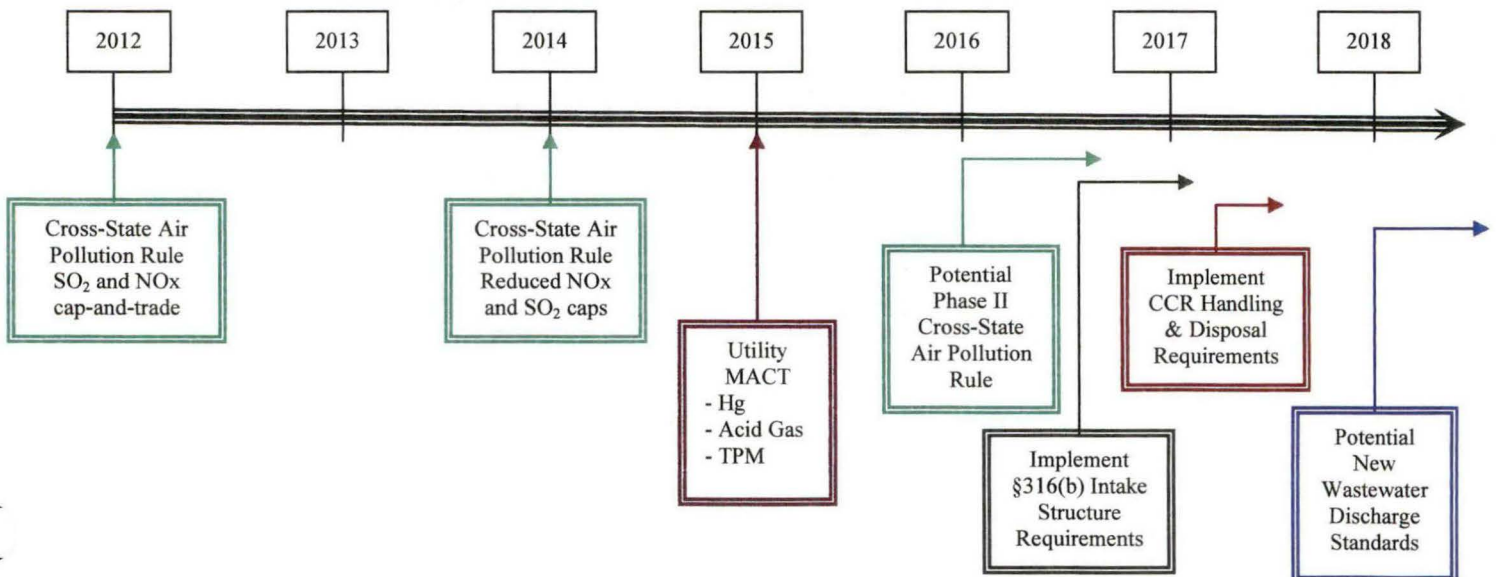 2012
2013
2014
2015
2016
2017
2018
Cross-State Air
Pollution Rule
SO₂ and NOx
cap-and-trade
Cross-State Air
Pollution Rule
Reduced NOx
and SO₂ caps
Utility
MACT
- Hg
- Acid Gas
- TPM
Potential
Phase II
Cross-State
Air Pollution
Rule
Implement
§316(b) Intake
Structure
Requirements
Implement
CCR Handling
& Disposal
Requirements
Potential
New
Wastewater
Discharge
Standards